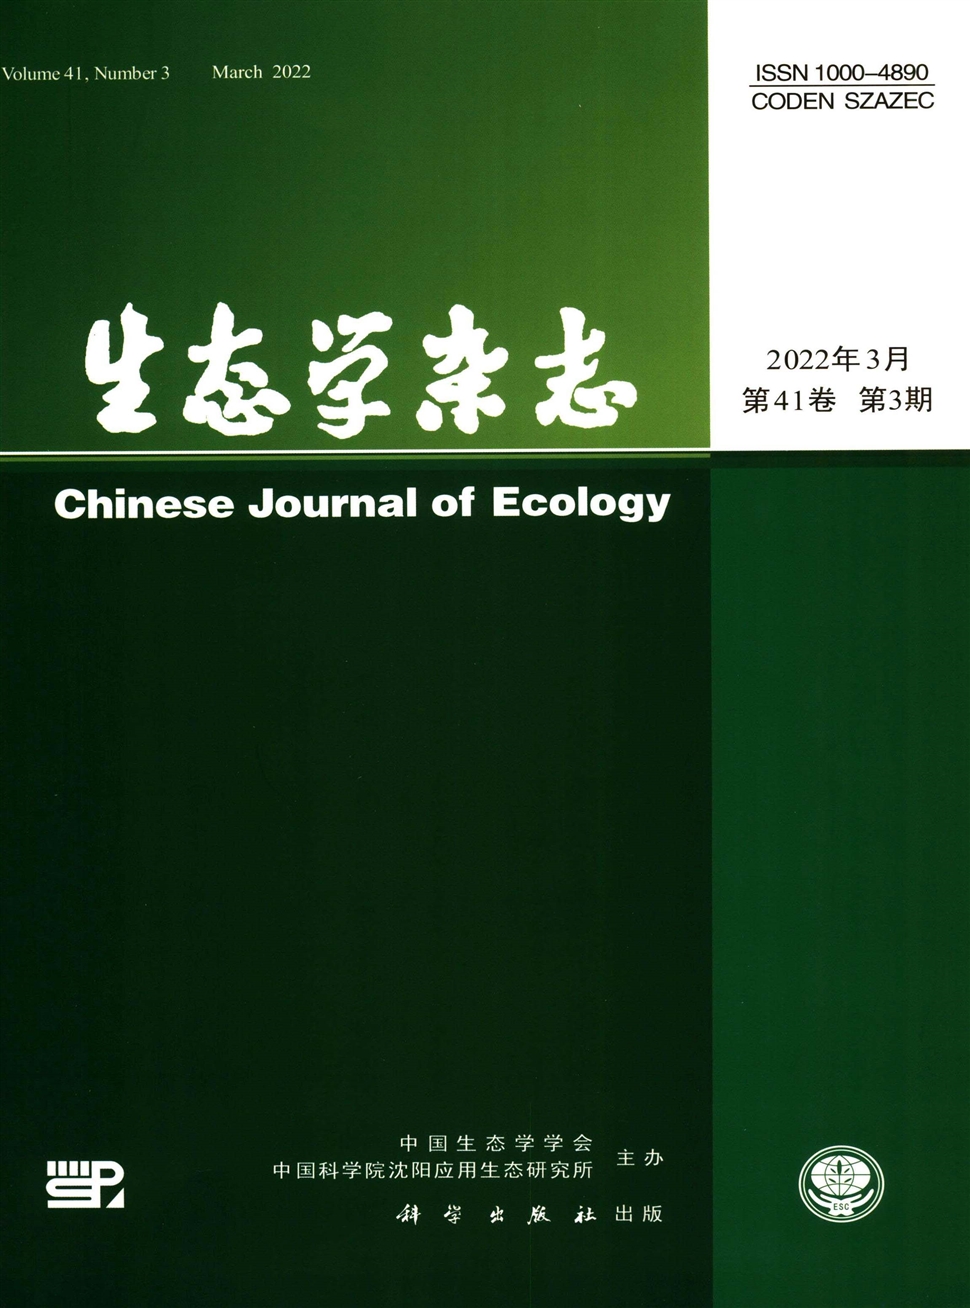 Volume 41, Number 3 March 2022
ISSN 1000-4890
CODEN SZAZEC
生态学杂志
2022年3月
第41卷 第3期
Chinese Journal of Ecology
中国生态学学会
中国科学院沈阳应用生态研究所
主办
科学出版社 出版
ESC